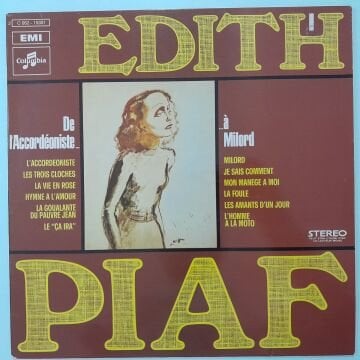 C 062 - 15301
EMI
Columbia
EDITH
De
l'Accordéoniste...
...à
Milord
L'ACCORDEONISTE
LES TROIS CLOCHES
LA VIE EN ROSE
HYMNE A L'AMOUR
LA GOUALANTE
DU PAUVRE JEAN
LE "ÇA IRA"
MILORD
JE SAIS COMMENT
MON MANEGE A MOI
LA FOULE
LES AMANTS D'UN JOUR
L'HOMME
A LA MOTO
STEREO
PIAF